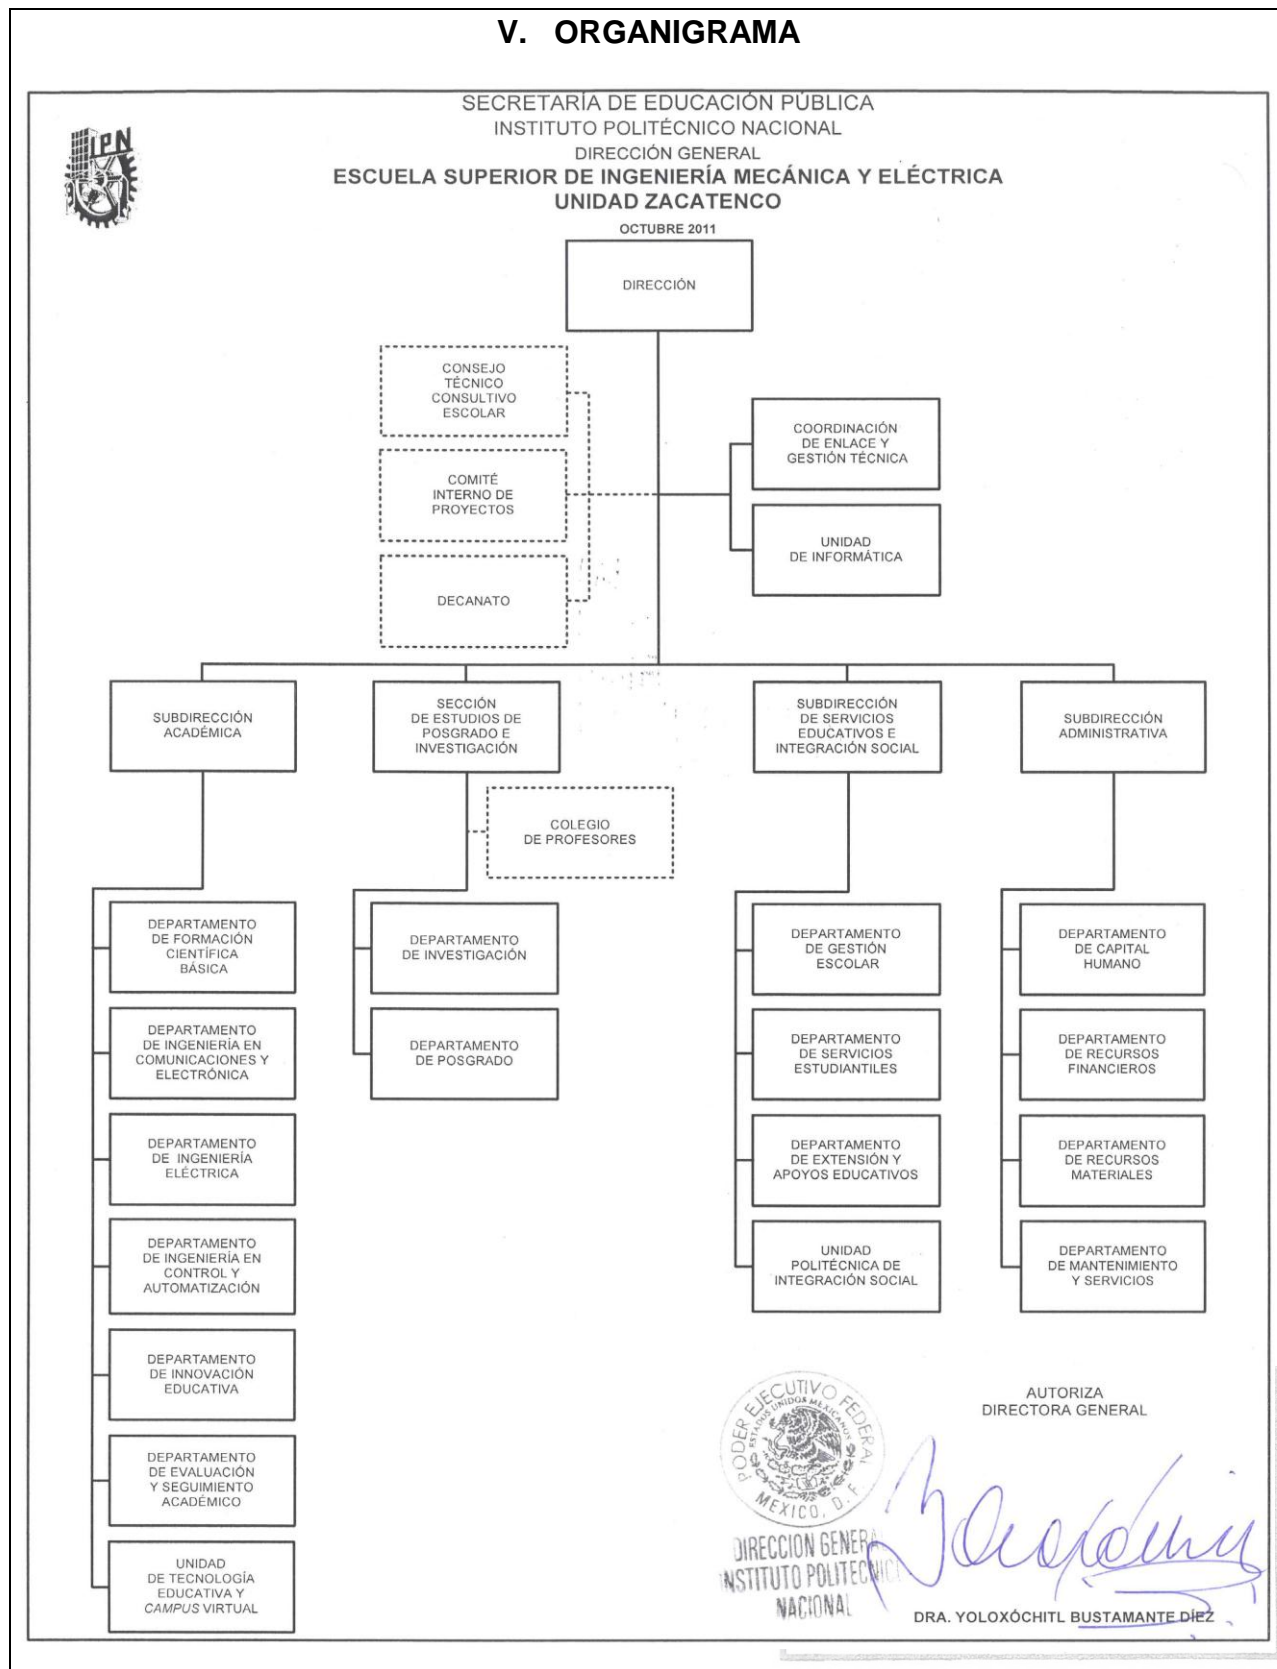 V. ORGANIGRAMA
IPN
SECRETARÍA DE EDUCACIÓN PÚBLICA
INSTITUTO POLITÉCNICO NACIONAL
DIRECCIÓN GENERAL
ESCUELA SUPERIOR DE INGENIERÍA MECÁNICA Y ELÉCTRICA
UNIDAD ZACATENCO
OCTUBRE 2011
DIRECCIÓN
CONSEJO
TÉCNICO
CONSULTIVO
ESCOLAR
COMITÉ
INTERNO DE
PROYECTOS
DECANATO
COORDINACIÓN
DE ENLACE Y
GESTIÓN TÉCNICA
UNIDAD
DE INFORMÁTICA
SUBDIRECCIÓN
ACADÉMICA
SECCIÓN
DE ESTUDIOS DE
POSGRADO E
INVESTIGACIÓN
SUBDIRECCIÓN
DE SERVICIOS
EDUCATIVOS E
INTEGRACIÓN SOCIAL
SUBDIRECCIÓN
ADMINISTRATIVA
COLEGIO
DE PROFESORES
DEPARTAMENTO
DE FORMACIÓN
CIENTÍFICA
BÁSICA
DEPARTAMENTO
DE INGENIERÍA EN
COMUNICACIONES Y
ELECTRÓNICA
DEPARTAMENTO
DE INGENIERÍA
ELÉCTRICA
DEPARTAMENTO
DE INGENIERÍA EN
CONTROL Y
AUTOMATIZACIÓN
DEPARTAMENTO
DE INNOVACIÓN
EDUCATIVA
DEPARTAMENTO
DE EVALUACIÓN
Y SEGUIMIENTO
ACADÉMICO
UNIDAD
DE TECNOLOGÍA
EDUCATIVA Y
CAMPUS VIRTUAL
DEPARTAMENTO
DE INVESTIGACIÓN
DEPARTAMENTO
DE POSGRADO
DEPARTAMENTO
DE GESTIÓN
ESCOLAR
DEPARTAMENTO
DE SERVICIOS
ESTUDIANTILES
DEPARTAMENTO
DE EXTENSIÓN Y
APOYOS EDUCATIVOS
UNIDAD
POLITÉCNICA DE
INTEGRACIÓN SOCIAL
DEPARTAMENTO
DE CAPITAL
HUMANO
DEPARTAMENTO
DE RECURSOS
FINANCIEROS
DEPARTAMENTO
DE RECURSOS
MATERIALES
DEPARTAMENTO
DE MANTENIMIENTO
Y SERVICIOS
PODER EJECUTIVO FEDERAL
ESTADOS UNIDOS MEXICANOS
MEXICO, D. F.
DIRECCION GENERAL
INSTITUTO POLITECNICO
NACIONAL
AUTORIZA
DIRECTORA GENERAL
DRA. YOLOXÓCHITL BUSTAMANTE DÍEZ